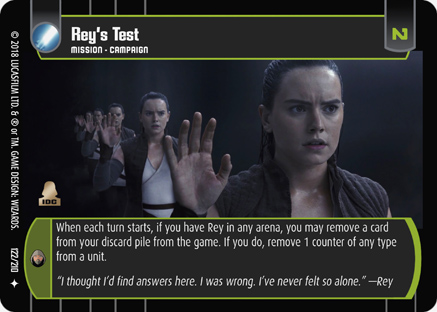 Rey's Test
MISSION - CAMPAIGN
N
© 2018 LUCASFILM LTD. & ® or TM. GAME DESIGN: WIZARDS.
IDC
When each turn starts, if you have Rey in any arena, you may remove a card
from your discard pile from the game. If you do, remove 1 counter of any type
from a unit.
“I thought I'd find answers here. I was wrong. I've never felt so alone.” —Rey
122/210